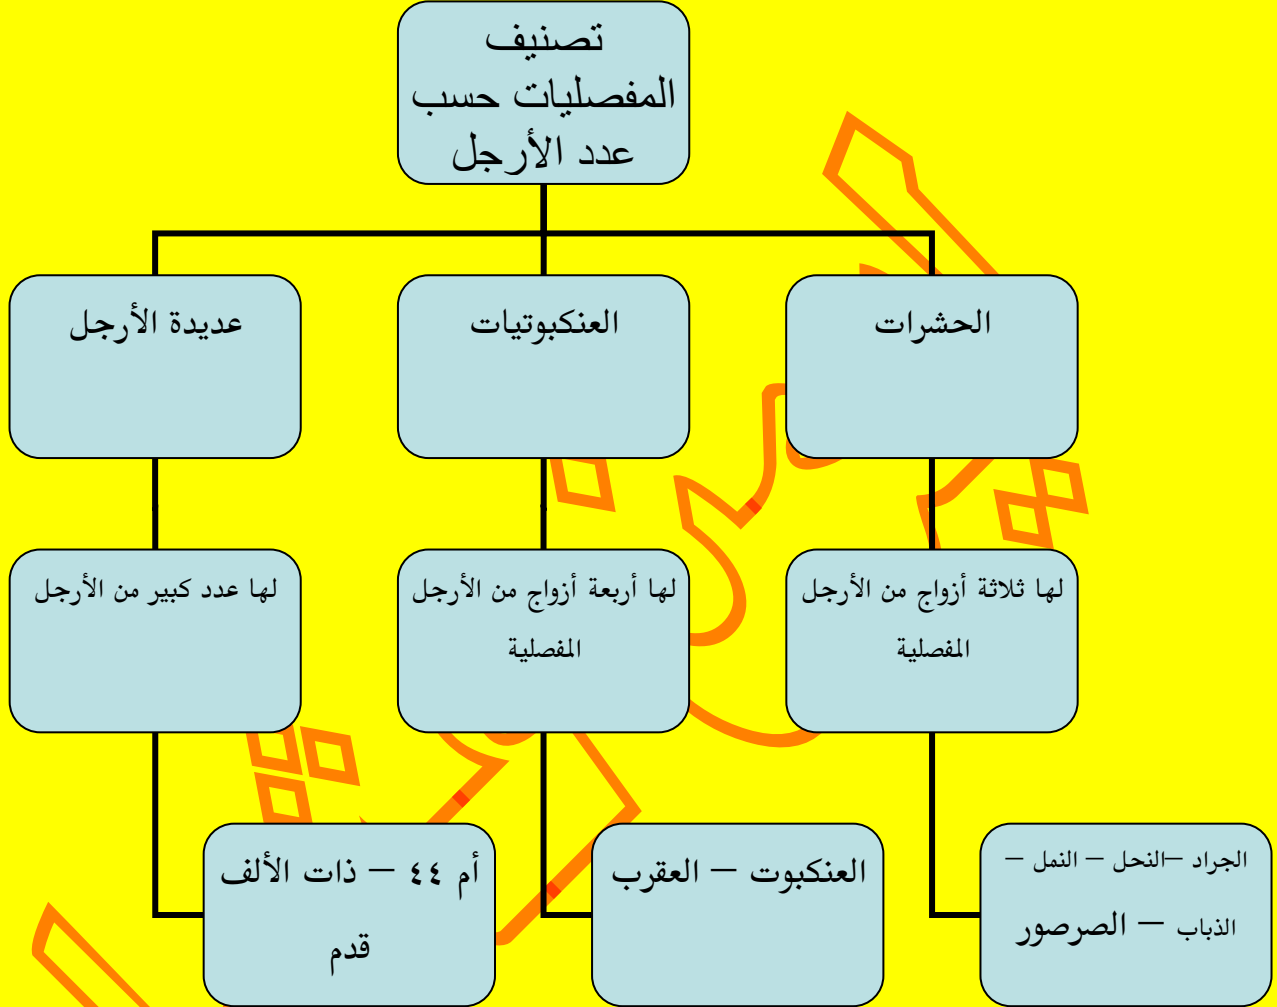 تصنيف
المفصليات حسب
عدد الأرجل
الحشرات
العنكبوتيات
عديدة الأرجل
لها ثلاثة أزواج من الأرجل
المفصلية
لها أربعة أزواج من الأرجل
المفصلية
لها عدد كبير من الأرجل
الجراد –النحل – النمل –
الذباب – الصرصور
العنكبوت – العقرب
أم ٤٤ – ذات الألف
قدم